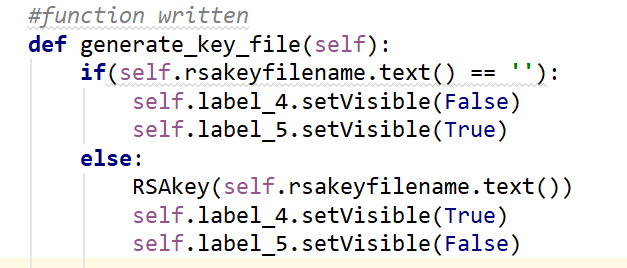 #function written
def generate_key_file(self):
    if(self.rsakeyfilename.text() == ''):
        self.label_4.setVisible(False)
        self.label_5.setVisible(True)
    else:
        RSAkey(self.rsakeyfilename.text())
        self.label_4.setVisible(True)
        self.label_5.setVisible(False)